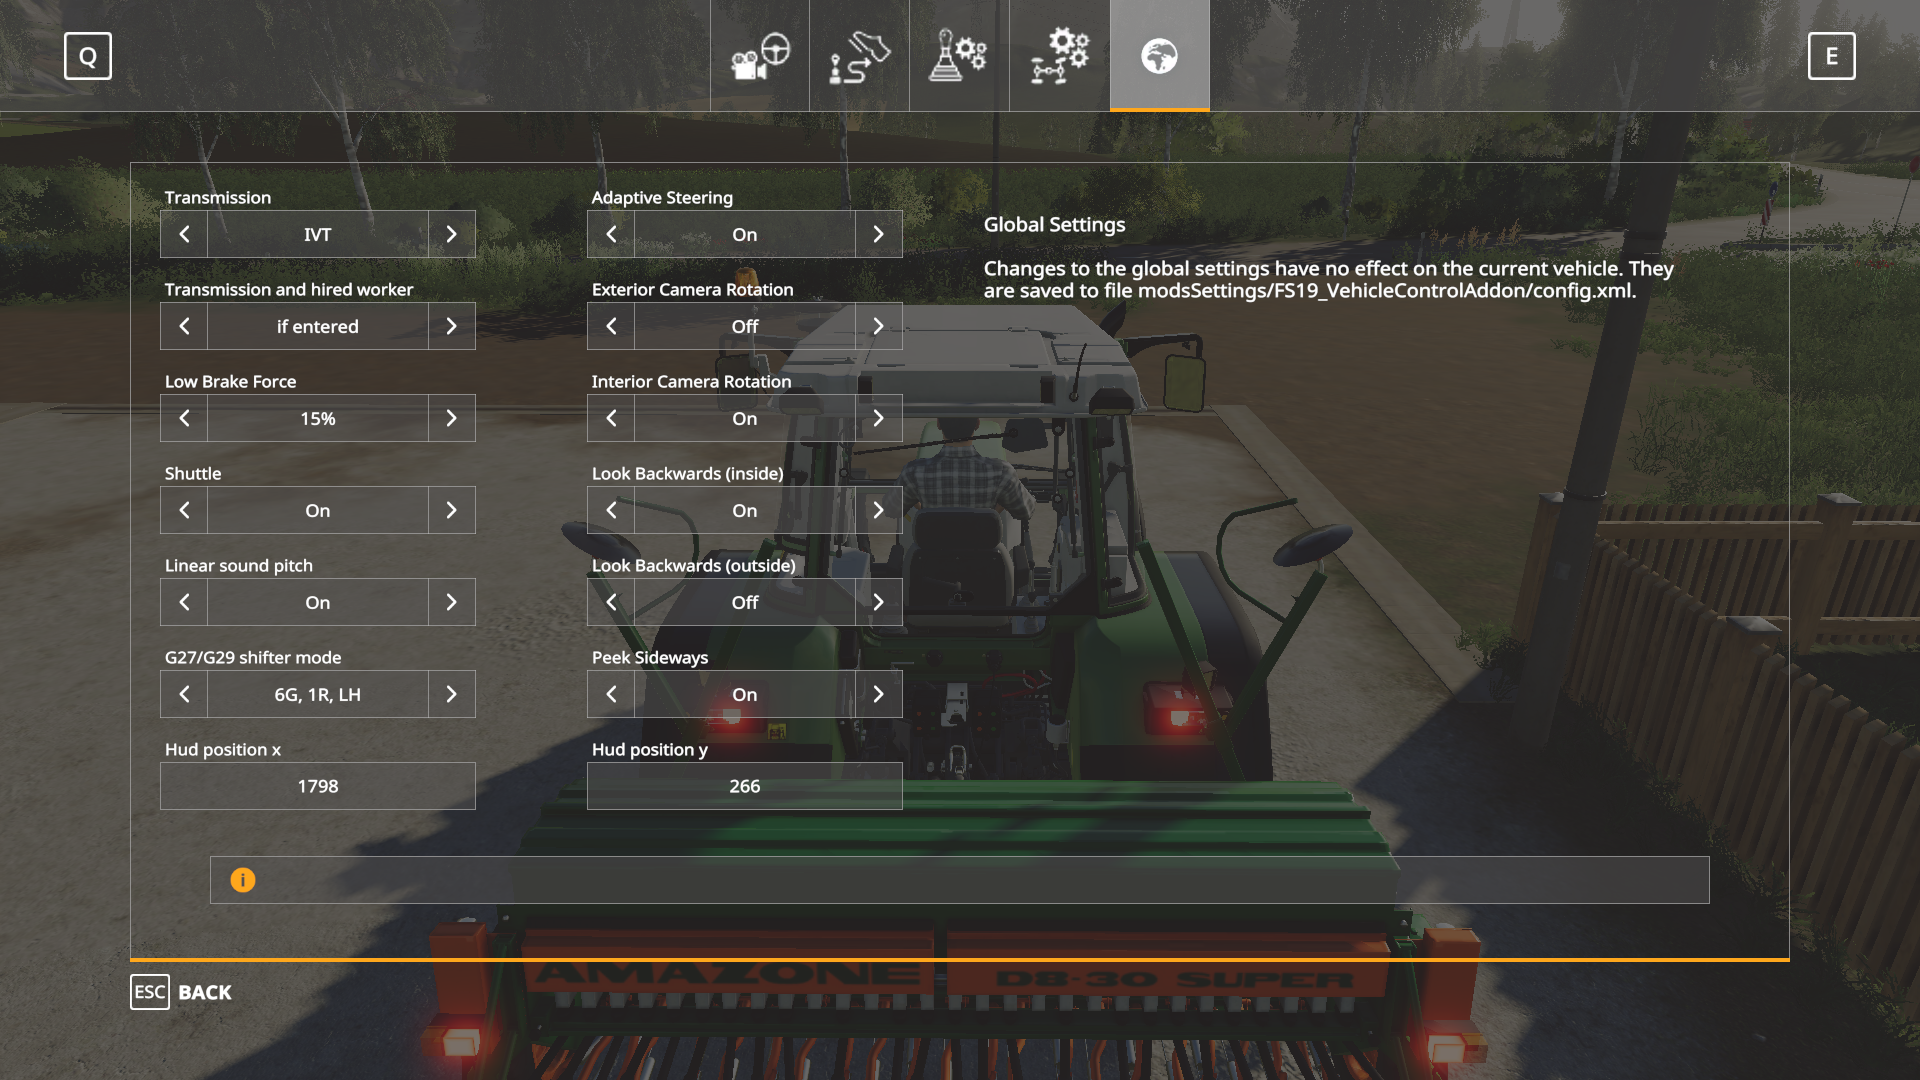 Q
E
Transmission
IVT
Transmission and hired worker
if entered
Low Brake Force
15%
Shuttle
On
Linear sound pitch
On
G27/G29 shifter mode
6G, 1R, LH
Hud position x
1798
Adaptive Steering
On
Exterior Camera Rotation
Off
Interior Camera Rotation
On
Look Backwards (inside)
On
Look Backwards (outside)
Off
Peek Sideways
On
Hud position y
266
Global Settings
Changes to the global settings have no effect on the current vehicle. They
are saved to file modsSettings/FS19_VehicleControlAddon/config.xml.
i
AMAZONE D8-30 SUPER
ESC BACK